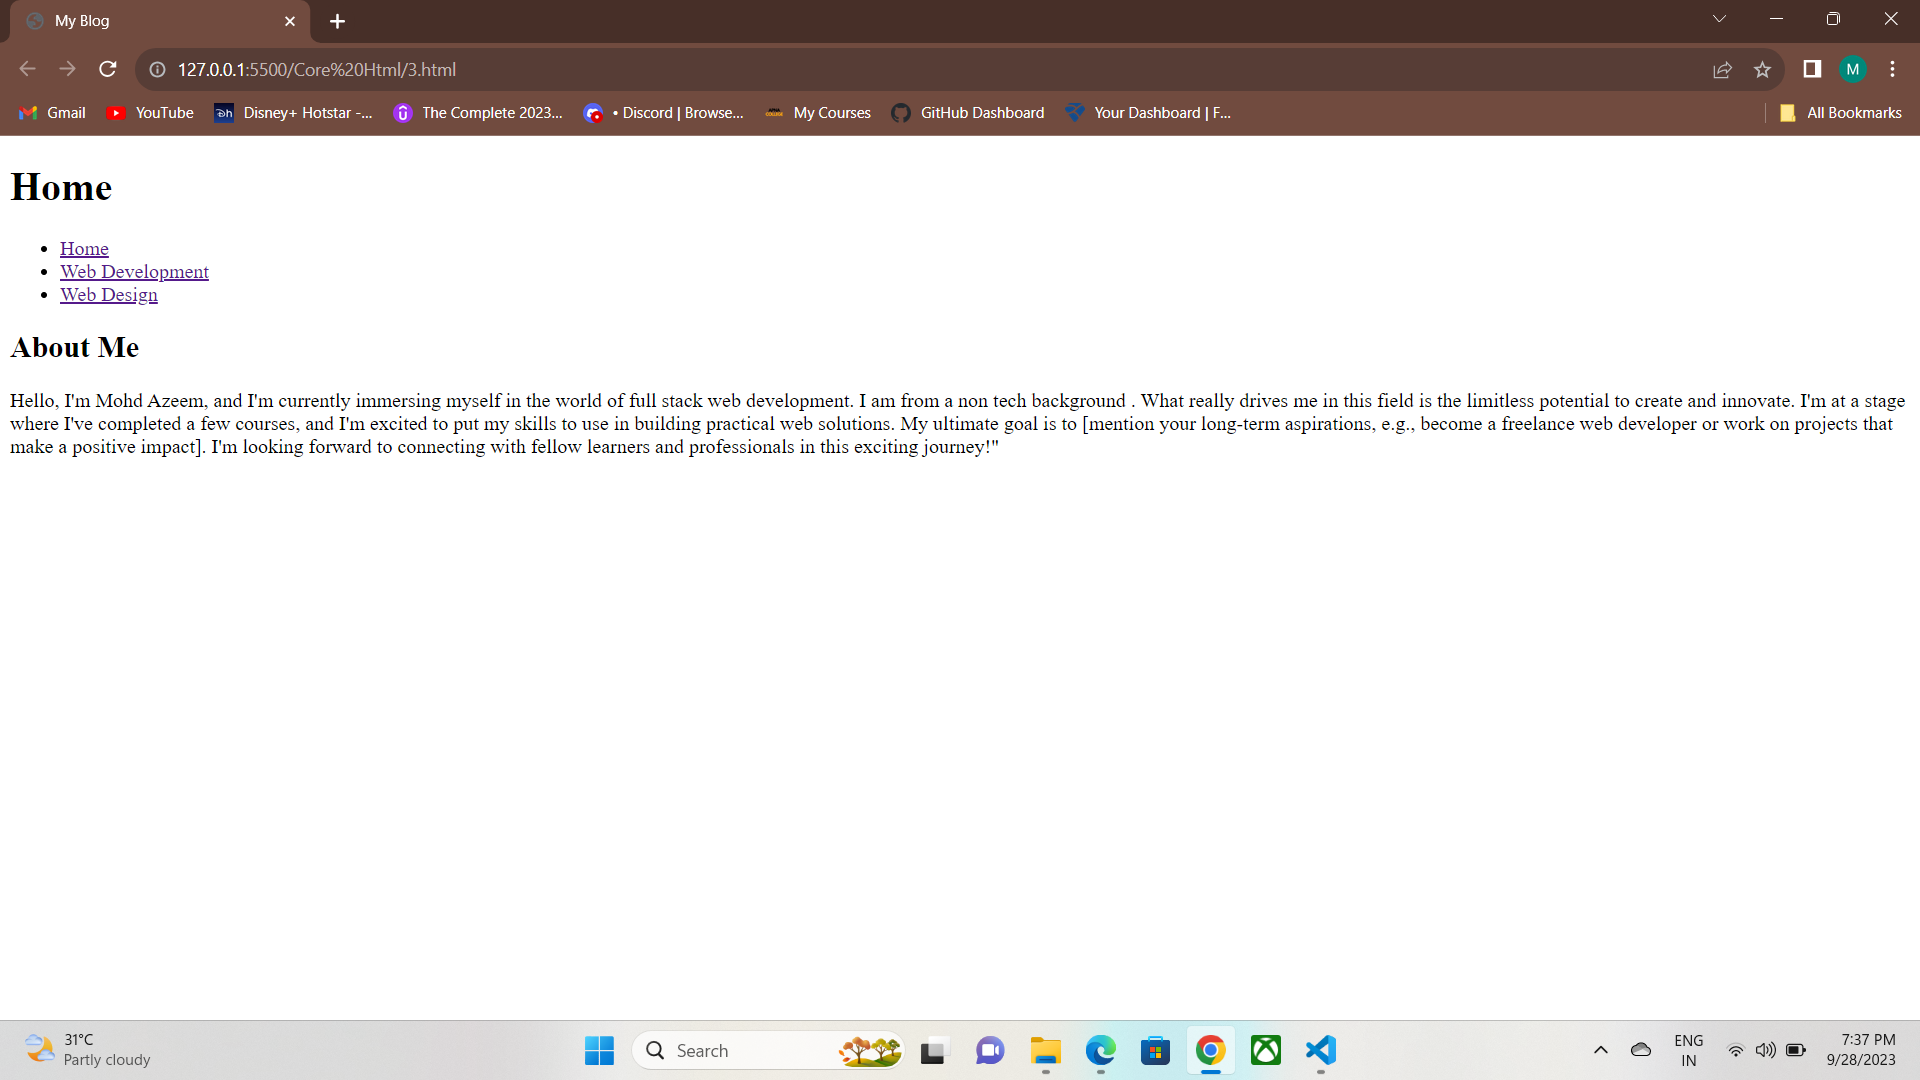 My Blog
127.0.0.1:5500/Core%20Html/3.html
M
Gmail
YouTube
Disney+ Hotstar -...
The Complete 2023...
• Discord | Browse...
My Courses
GitHub Dashboard
Your Dashboard | F...
All Bookmarks
Home
• Home
• Web Development
• Web Design
About Me
Hello, I'm Mohd Azeem, and I'm currently immersing myself in the world of full stack web development. I am from a non tech background . What really drives me in this field is the limitless potential to create and innovate. I'm at a stage
where I've completed a few courses, and I'm excited to put my skills to use in building practical web solutions. My ultimate goal is to [mention your long-term aspirations, e.g., become a freelance web developer or work on projects that
make a positive impact]. I'm looking forward to connecting with fellow learners and professionals in this exciting journey!"
31°C
Partly cloudy
Search
ENG
IN
7:37 PM
9/28/2023